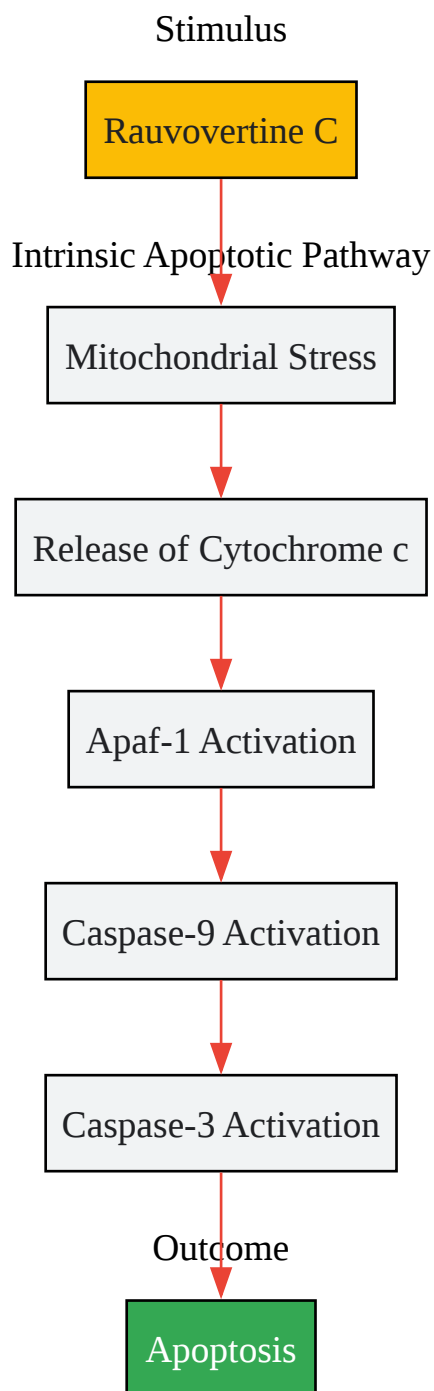 Stimulus
Rauvovertine C
Intrinsic Apoptotic Pathway
Mitochondrial Stress
Release of Cytochrome c
Apaf-1 Activation
Caspase-9 Activation
Caspase-3 Activation
Outcome
Apoptosis